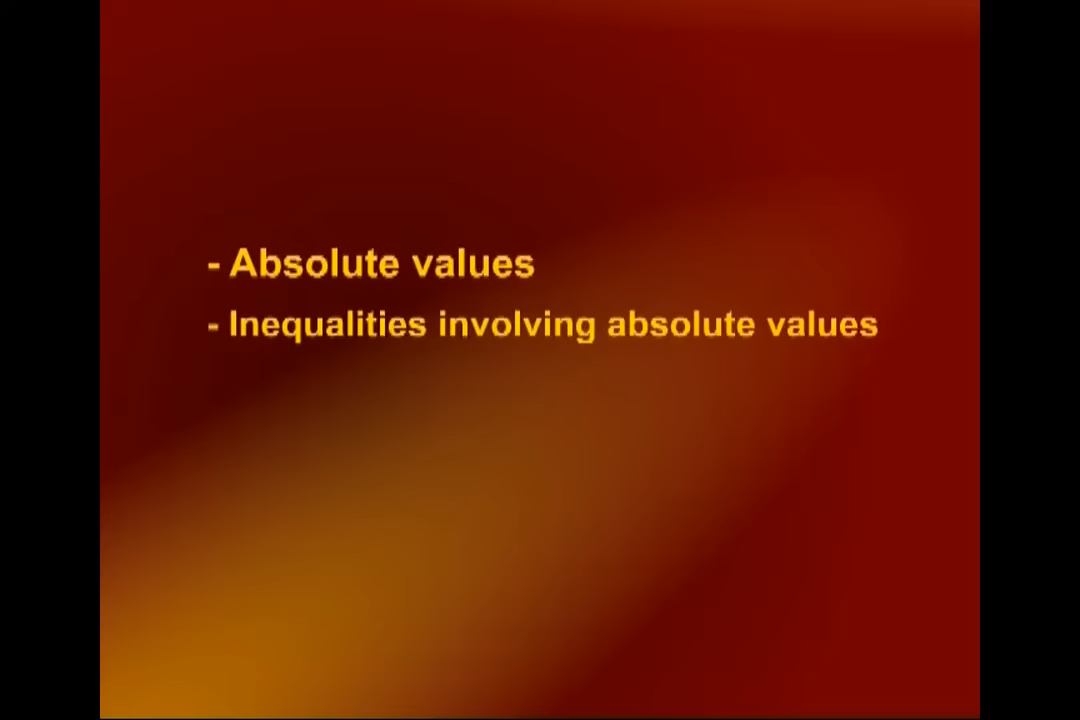 - Absolute values
- Inequalities involving absolute values